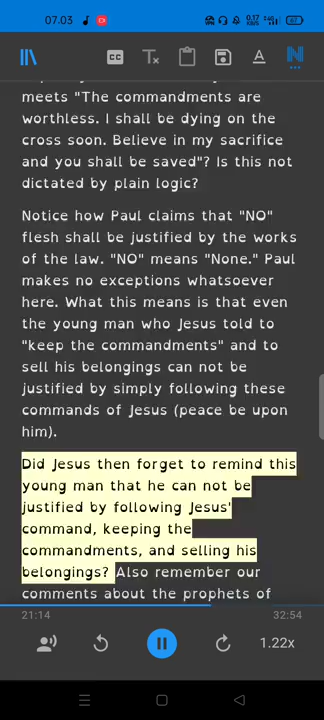 07.03
0.17
KB/s
67
CC
meets "The commandments are
worthless. I shall be dying on the
cross soon. Believe in my sacrifice
and you shall be saved"? Is this not
dictated by plain logic?
Notice how Paul claims that "NO"
flesh shall be justified by the works
of the law. "NO" means "None." Paul
makes no exceptions whatsoever
here. What this means is that even
the young man who Jesus told to
"keep the commandments" and to
sell his belongings can not be
justified by simply following these
commands of Jesus (peace be upon
him).
Did Jesus then forget to remind this
young man that he can not be
justified by following Jesus'
command, keeping the
commandments, and selling his
belongings? Also remember our
comments about the prophets of
21:14
32:54
1.22x